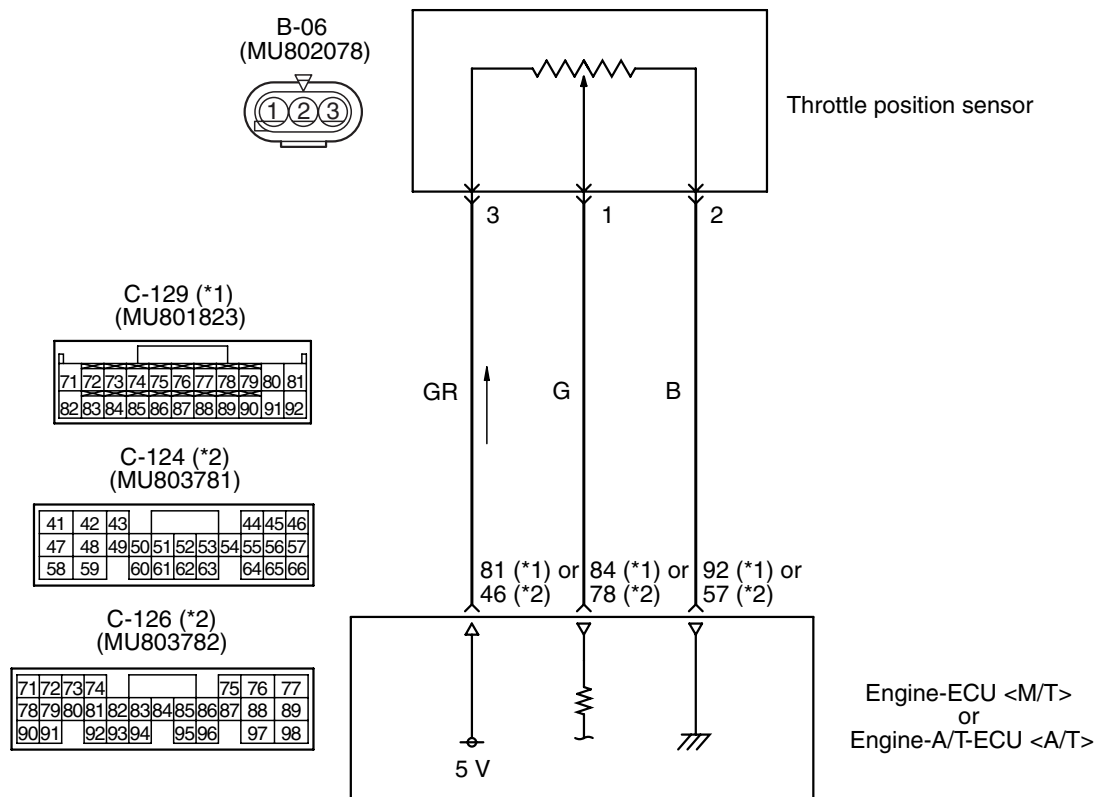 B-06
(MU802078)
1 2 3
Throttle position sensor
3 1 2
C-129 (*1)
(MU801823)
71 72 73 74 75 76 77 78 79 80 81
82 83 84 85 86 87 88 89 90 91 92
GR G B
C-124 (*2)
(MU803781)
41 42 43 44 45 46
47 48 49 50 51 52 53 54 55 56 57
58 59 60 61 62 63 64 65 66
81 (*1) or 84 (*1) or 92 (*1) or
46 (*2) 78 (*2) 57 (*2)
C-126 (*2)
(MU803782)
71 72 73 74 75 76 77
78 79 80 81 82 83 84 85 86 87 88 89
90 91 92 93 94 95 96 97 98
5 V
Engine-ECU <M/T>
or
Engine-A/T-ECU <A/T>